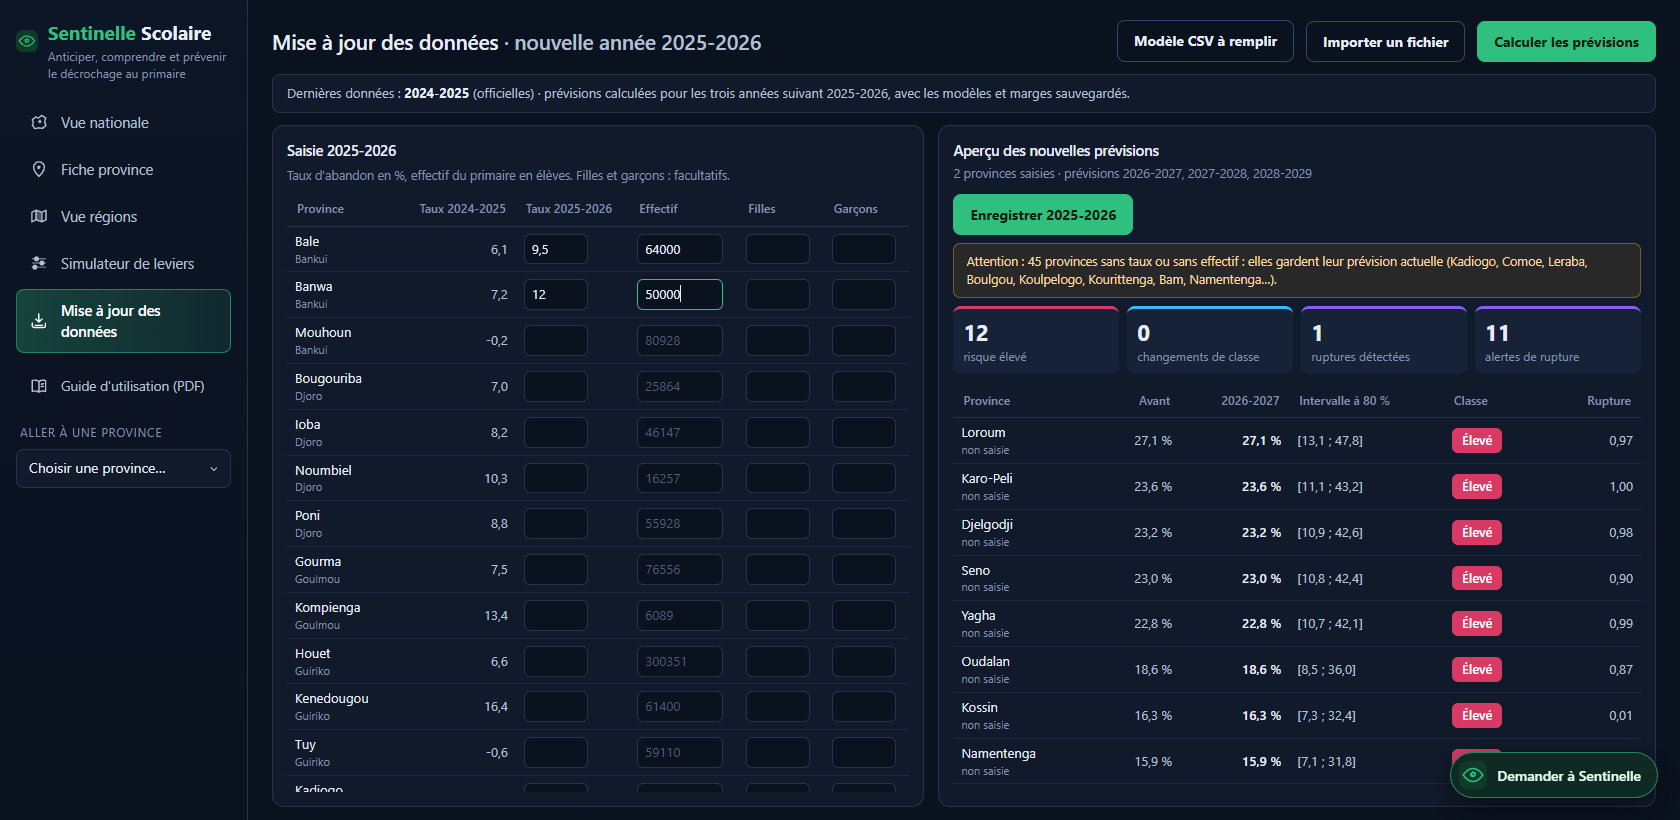 Sentinelle Scolaire
Anticiper, comprendre et prévenir
le décrochage au primaire
Vue nationale
Fiche province
Vue régions
Simulateur de leviers
Mise à jour des
données
Guide d'utilisation (PDF)
ALLER À UNE PROVINCE
Choisir une province...
Mise à jour des données · nouvelle année 2025-2026
Modèle CSV à remplir
Importer un fichier
Calculer les prévisions
Dernières données : 2024-2025 (officielles) · prévisions calculées pour les trois années suivant 2025-2026, avec les modèles et marges sauvegardés.
Saisie 2025-2026
Taux d'abandon en %, effectif du primaire en élèves. Filles et garçons : facultatifs.
Province Taux 2024-2025 Taux 2025-2026 Effectif Filles Garçons
Bale 6,1 9,5 64000
Bankui
Banwa 7,2 12 50000
Bankui
Mouhoun -0,2 80928
Bankui
Bougouriba 7,0 25864
Djoro
Ioba 8,2 46147
Djoro
Noumbiel 10,3 16257
Djoro
Poni 8,8 55928
Djoro
Gourma 7,5 76556
Goulmou
Kompienga 13,4 6089
Goulmou
Houet 6,6 300351
Guiriko
Kenedougou 16,4 61400
Guiriko
Tuy -0,6 59110
Guiriko
Kadiogo
Aperçu des nouvelles prévisions
2 provinces saisies · prévisions 2026-2027, 2027-2028, 2028-2029
Enregistrer 2025-2026
Attention : 45 provinces sans taux ou sans effectif : elles gardent leur prévision actuelle (Kadiogo, Comoe, Leraba,
Boulgou, Koulpelogo, Kourittenga, Bam, Namentenga...).
12 0 1 11
risque élevé changements de classe ruptures détectées alertes de rupture
Province Avant 2026-2027 Intervalle à 80 % Classe Rupture
Loroum 27,1 % 27,1 % [13,1 ; 47,8] Élevé 0,97
non saisie
Karo-Peli 23,6 % 23,6 % [11,1 ; 43,2] Élevé 1,00
non saisie
Djelgodji 23,2 % 23,2 % [10,9 ; 42,6] Élevé 0,98
non saisie
Seno 23,0 % 23,0 % [10,8 ; 42,4] Élevé 0,90
non saisie
Yagha 22,8 % 22,8 % [10,7 ; 42,1] Élevé 0,99
non saisie
Oudalan 18,6 % 18,6 % [8,5 ; 36,0] Élevé 0,87
non saisie
Kossin 16,3 % 16,3 % [7,3 ; 32,4] Élevé 0,01
non saisie
Namentenga 15,9 % 15,9 % [7,1 ; 31,8]
non saisie
Demander à Sentinelle